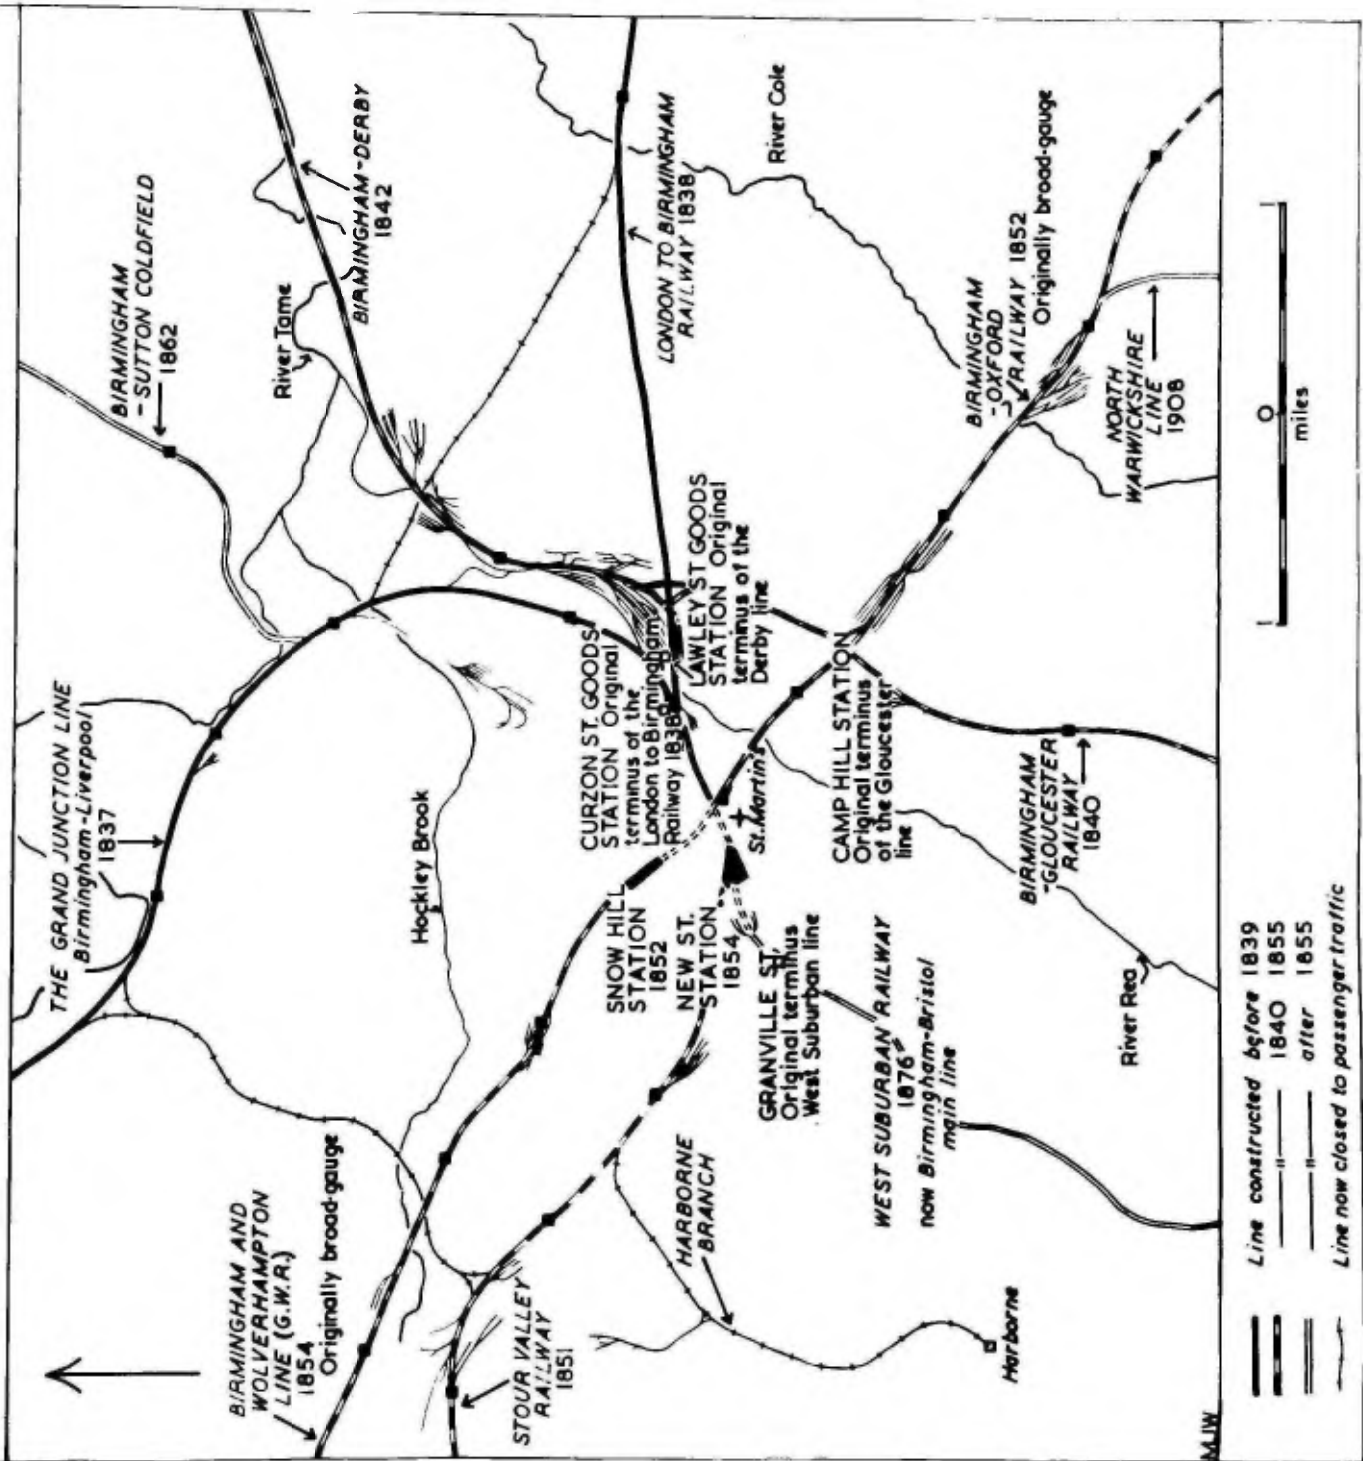 THE GRAND JUNCTION LINE
Birmingham-Liverpool
1837
BIRMINGHAM
-SUTTON COLDFIELD
1862
River Tame
BIRMINGHAM-DERBY
1842
LONDON TO BIRMINGHAM
RAILWAY 1838
River Cole
BIRMINGHAM AND
WOLVERHAMPTON
LINE (G.W.R.)
1854
Originally broad-gauge
STOUR VALLEY
RAILWAY
1851
Hockley Brook
CURZON ST. GOODS
STATION Original
terminus of the
London to Birmingham
Railway 1838
LAWLEY ST GOODS
STATION Original
terminus of the
Derby line
SNOW HILL
STATION
1852
NEW ST.
STATION
1854
St. Martin's
GRANVILLE ST.
Original terminus
West Suburban line
CAMP HILL STATION
Original terminus
of the Gloucester
line
BIRMINGHAM
-OXFORD
RAILWAY 1852
Originally broad-gauge
NORTH
WARWICKSHIRE
LINE
1908
BIRMINGHAM
-GLOUCESTER
RAILWAY
1840
HARBORNE
BRANCH
WEST SUBURBAN RAILWAY
1876
now Birmingham-Bristol
main line
River Rea
Harborne
MJW
Line constructed before 1839
" 1840 1855
" after 1855
Line now closed to passenger traffic
1 0 1
miles